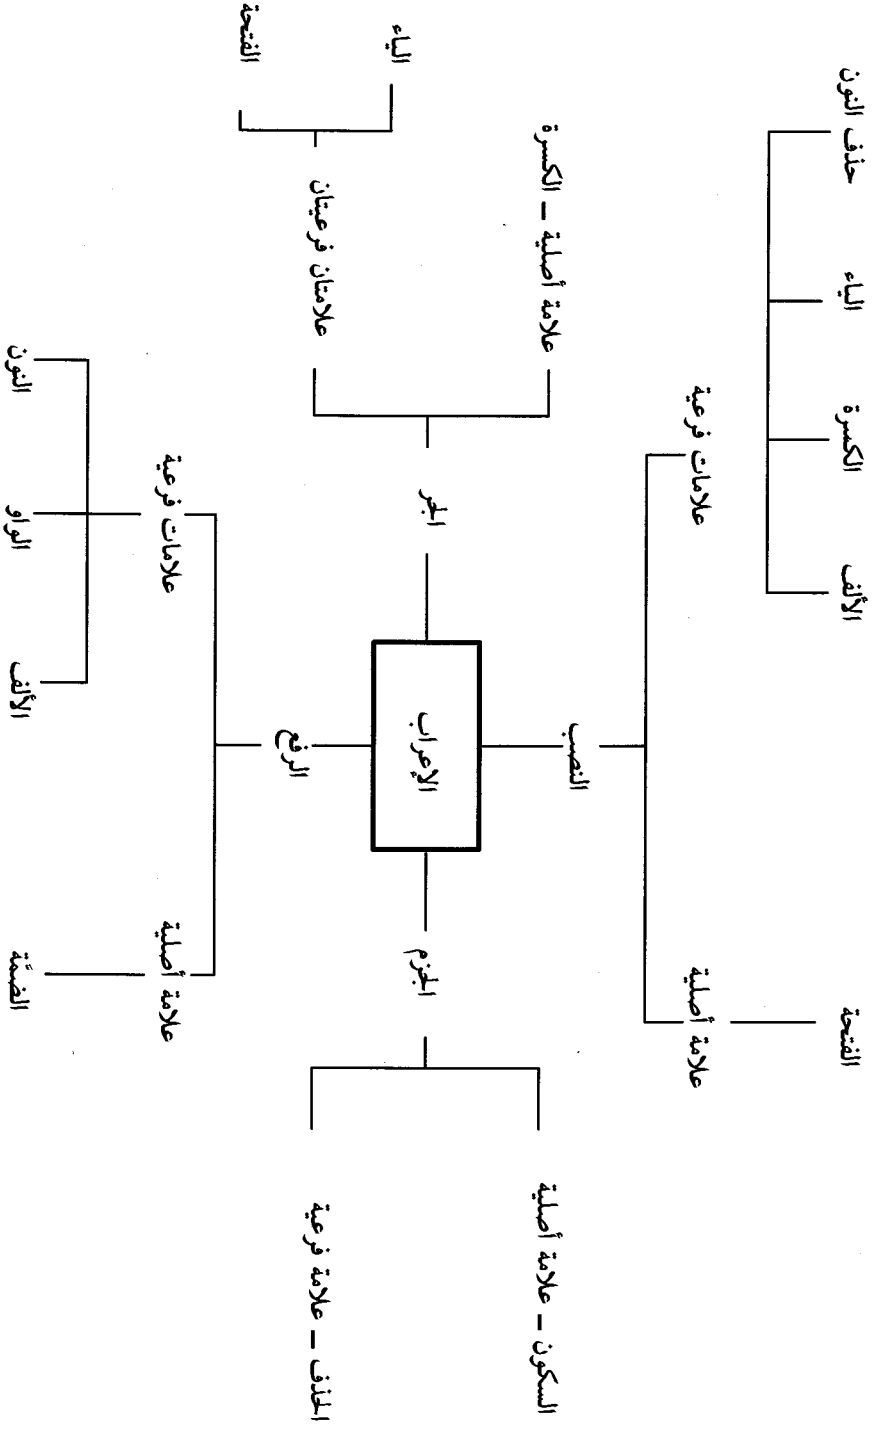 الفتحة
الألف
الكسرة
الياء
حذف النون
علامة أصلية
علامات فرعية
النصب
السكون ـ علامة أصلية
علامة أصلية ـ الكسرة
الجزم
الإعراب
الجر
الياء
الحذف ـ علامة فرعية
علامتان فرعيتان
الرفع
الفتحة
علامة أصلية
علامات فرعية
الضمَّة
الألف
الواو
النون